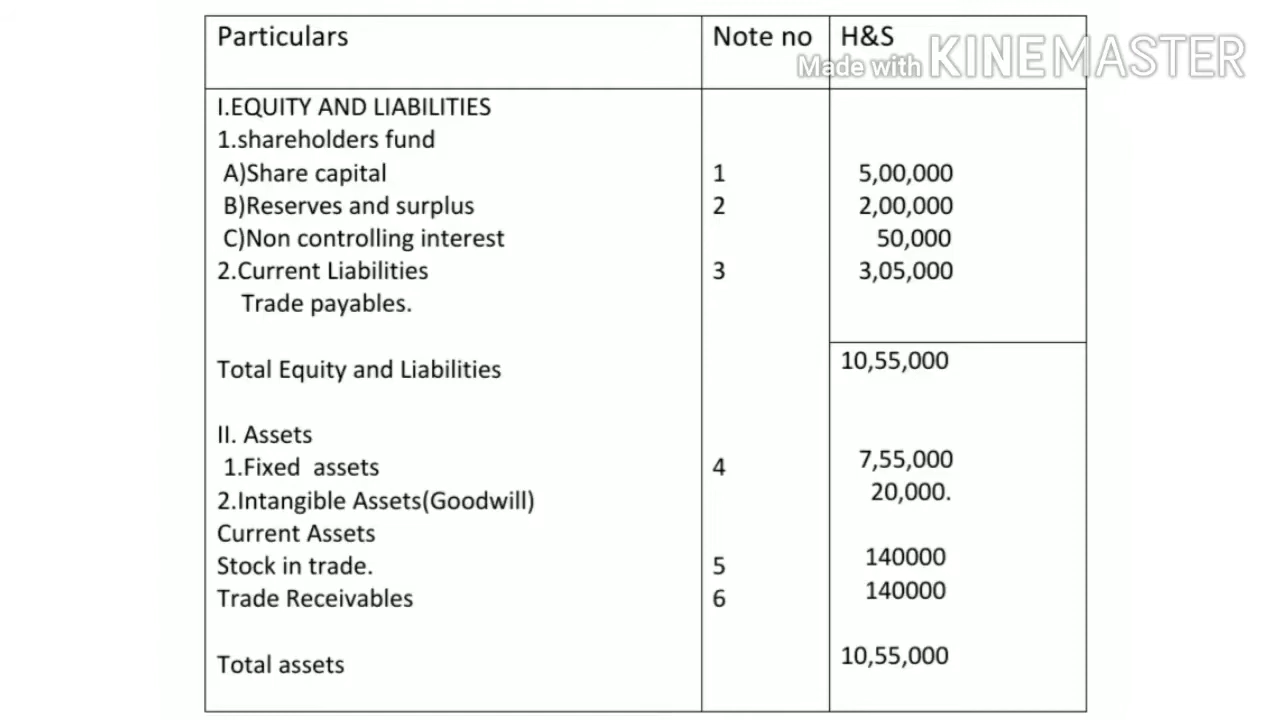 Particulars Note no H&S
Made with KINEMASTER
I.EQUITY AND LIABILITIES
1.shareholders fund
A)Share capital 1 5,00,000
B)Reserves and surplus 2 2,00,000
C)Non controlling interest 50,000
2.Current Liabilities 3 3,05,000
Trade payables.
Total Equity and Liabilities 10,55,000
II. Assets
1.Fixed assets 4 7,55,000
2.Intangible Assets(Goodwill) 20,000.
Current Assets
Stock in trade. 5 140000
Trade Receivables 6 140000
Total assets 10,55,000